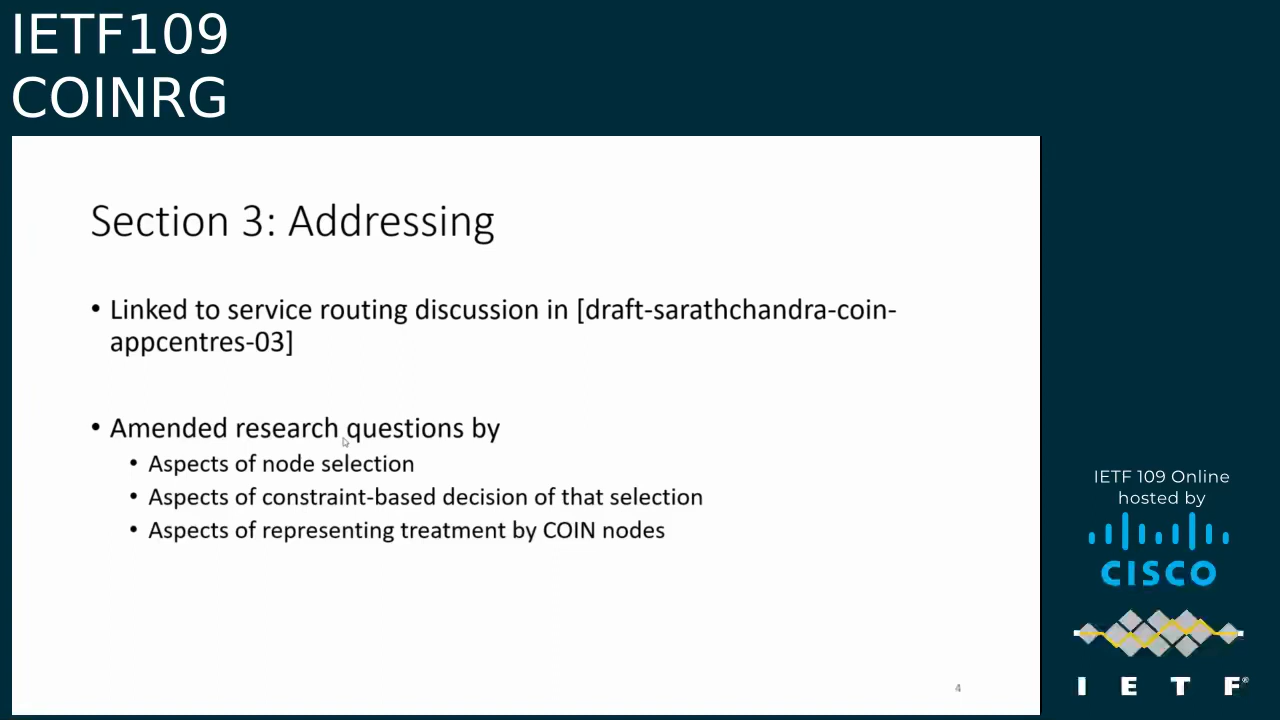 IETF109
COINRG
Section 3: Addressing
• Linked to service routing discussion in [draft-sarathchandra-coin-
appcentres-03]
• Amended research questions by
• Aspects of node selection
• Aspects of constraint-based decision of that selection
• Aspects of representing treatment by COIN nodes
4
IETF 109 Online
hosted by
CISCO
I E T F®